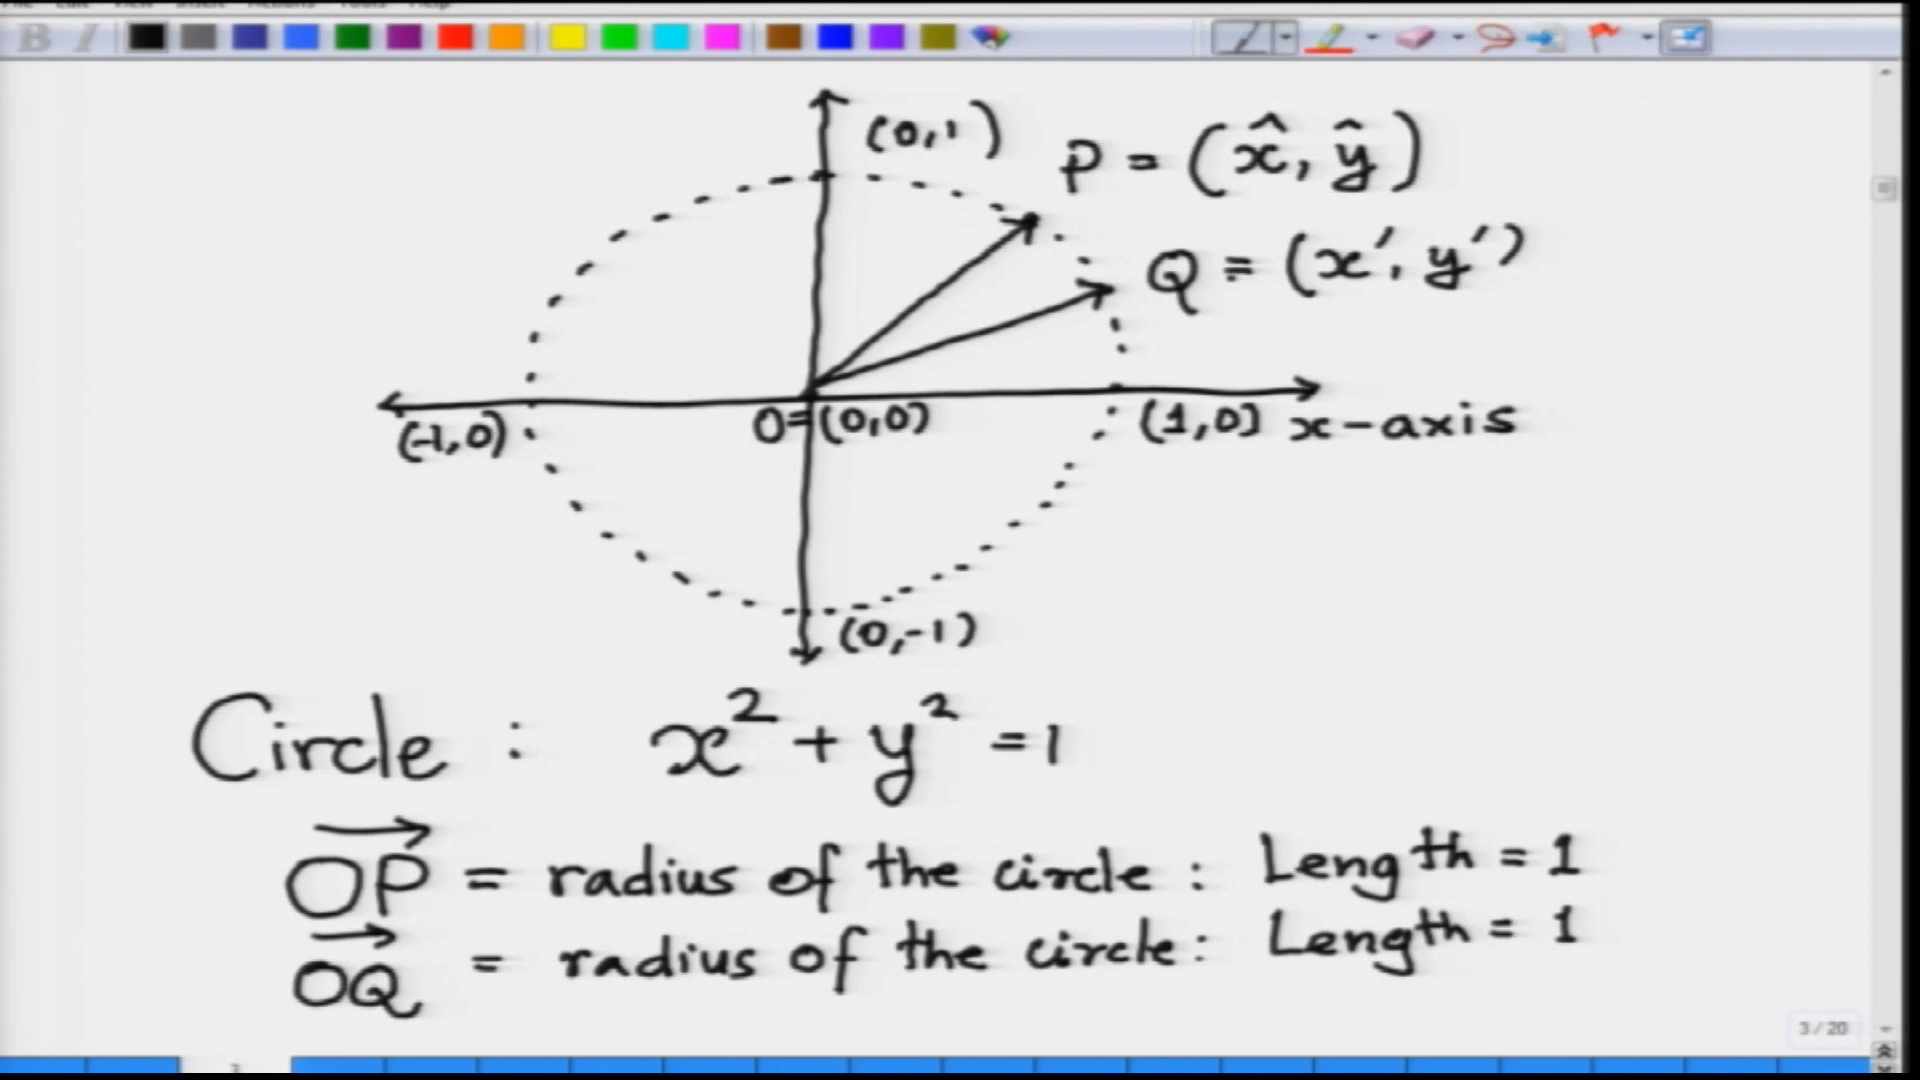 (0,1)
P = (x̂, ŷ)
Q = (x′, y′)
(-1,0)
O=(0,0)
(1,0)
x-axis
(0,-1)
Circle : x² + y² = 1
OP⃗ = radius of the circle : Length = 1
OQ⃗ = radius of the circle : Length = 1
3 / 20